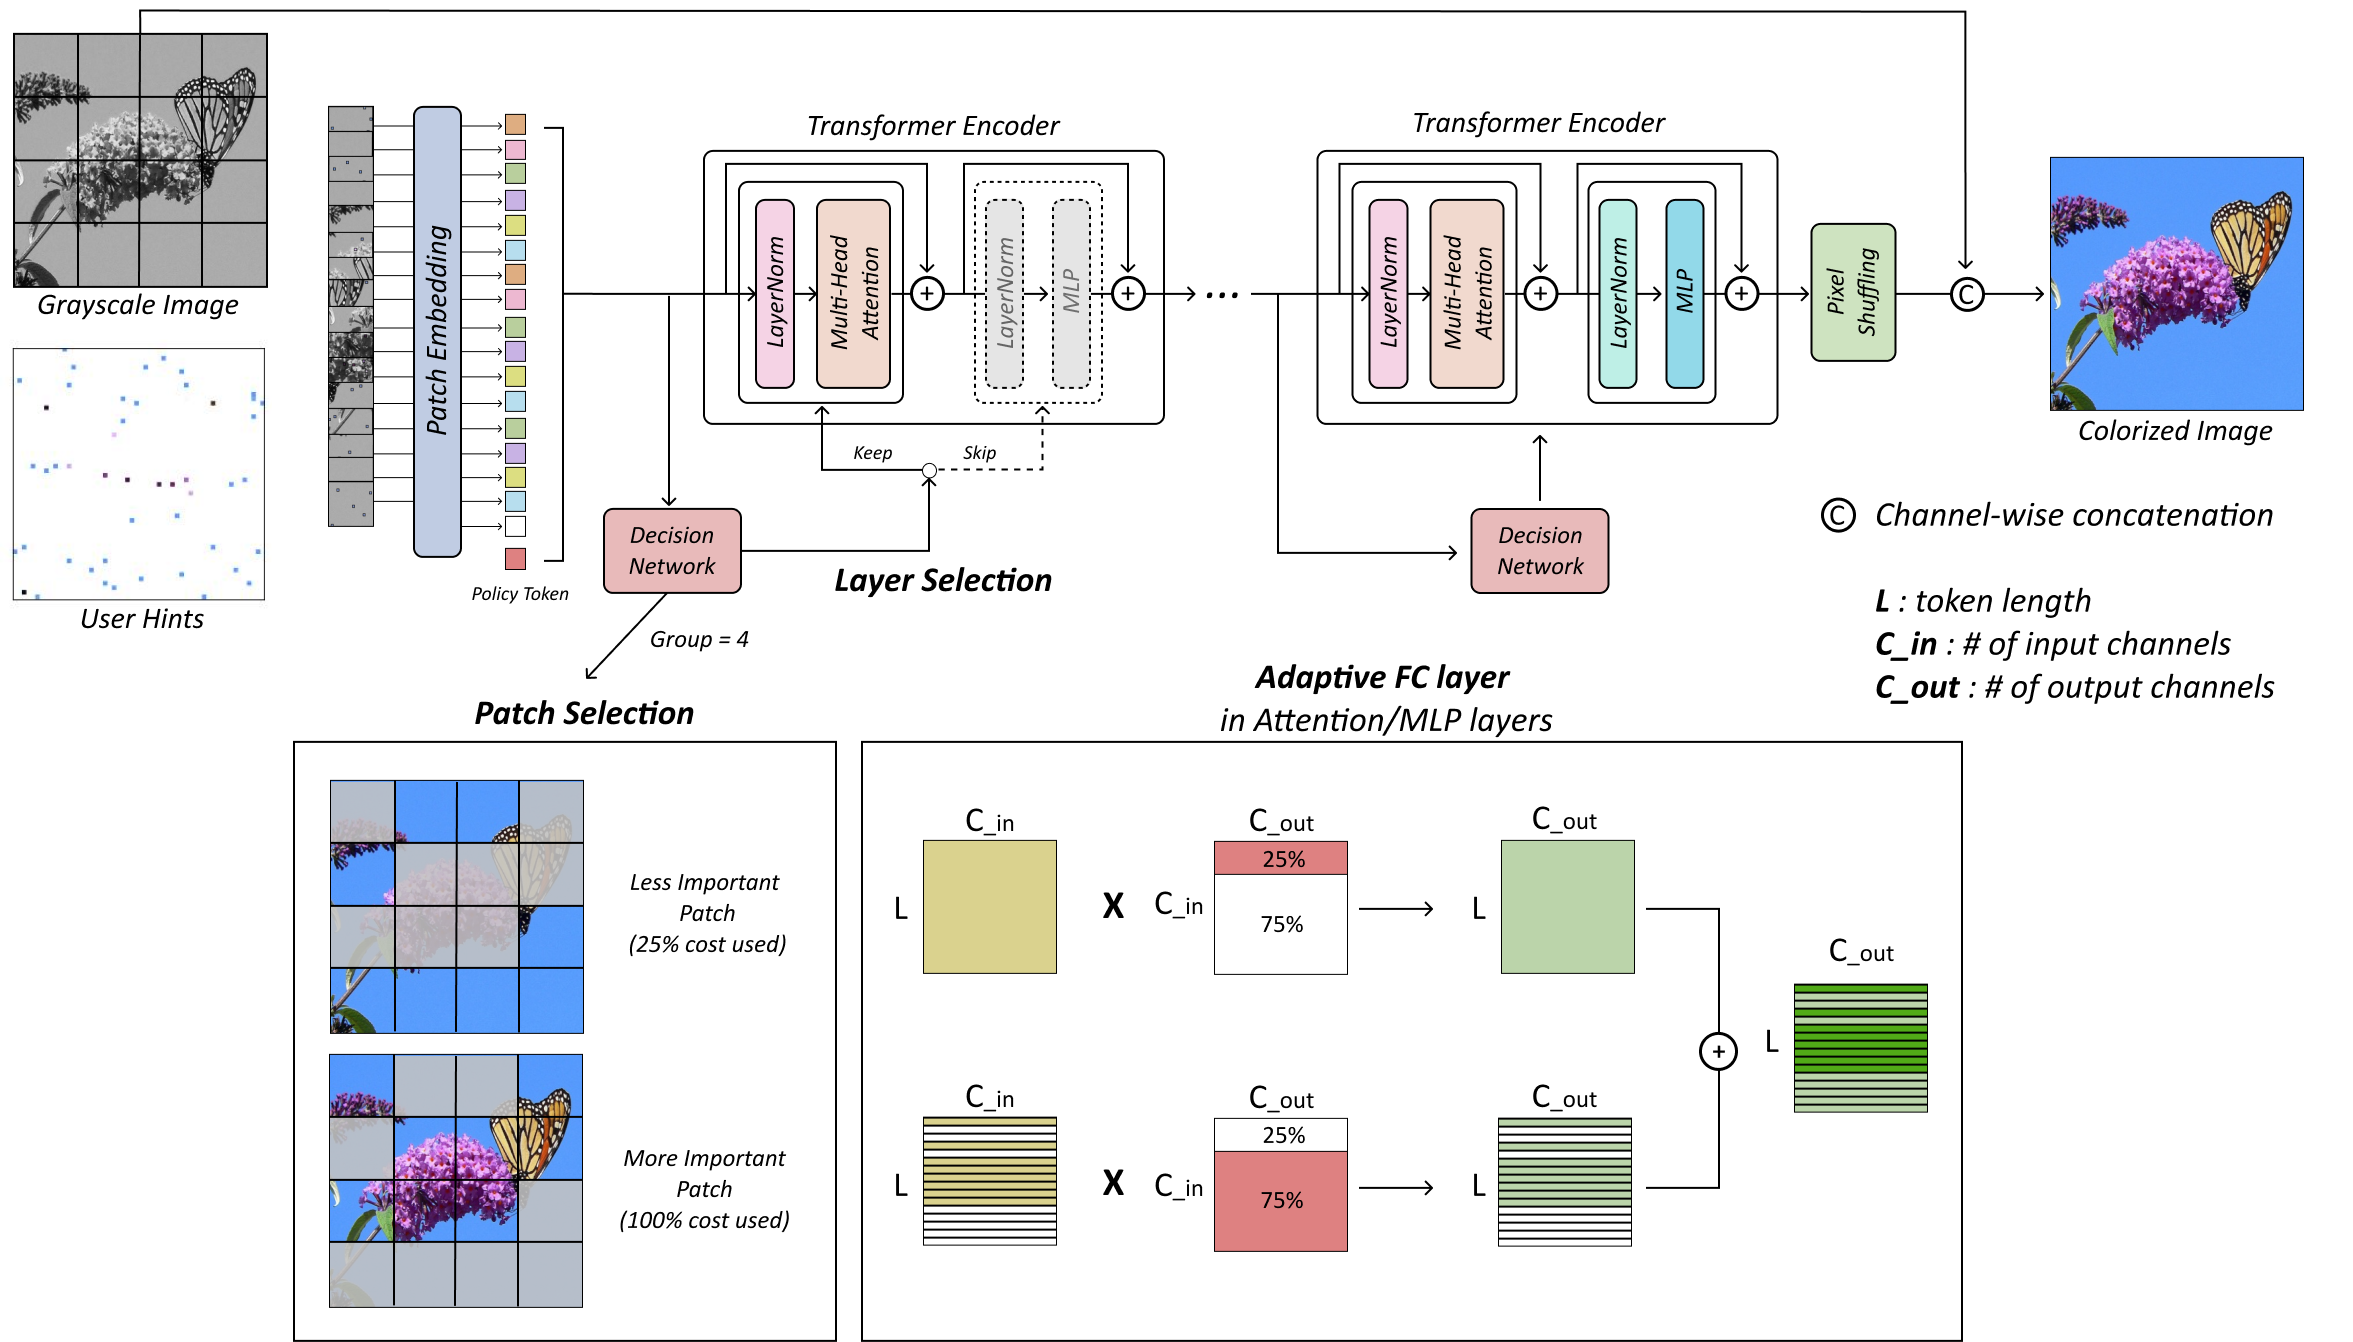 Grayscale Image
User Hints
Patch Embedding
Policy Token
Transformer Encoder
LayerNorm
Multi-Head
Attention
+
LayerNorm
MLP
+
Keep
Skip
Decision
Network
Layer Selection
Group = 4
...
Transformer Encoder
LayerNorm
Multi-Head
Attention
+
LayerNorm
MLP
+
Decision
Network
Pixel
Shuffling
C
Colorized Image
C Channel-wise concatenation
L : token length
C_in : # of input channels
C_out : # of output channels
Patch Selection
Less Important
Patch
(25% cost used)
More Important
Patch
(100% cost used)
Adaptive FC layer
in Attention/MLP layers
C_in
L
X
C_out
C_in
25%
75%
C_out
L
C_in
L
X
C_out
C_in
25%
75%
C_out
L
+
C_out
L